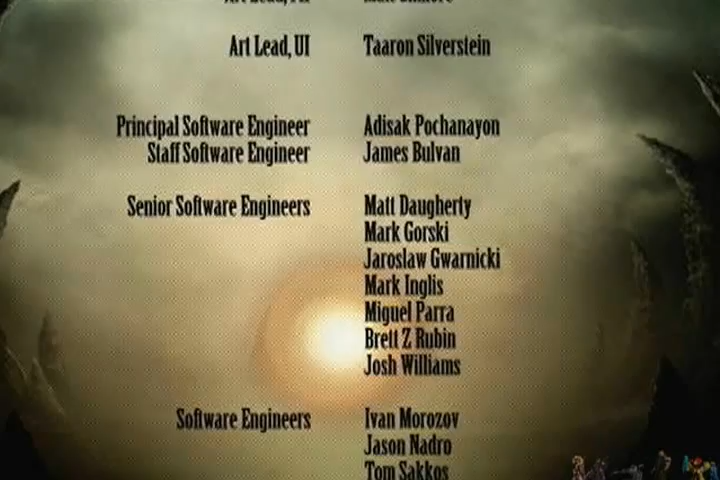 Art Lead, UI Taaron Silverstein
Principal Software Engineer Adisak Pochanayon
Staff Software Engineer James Bulvan
Senior Software Engineers Matt Daugherty
Mark Gorski
Jaroslaw Gwarnicki
Mark Inglis
Miguel Parra
Brett Z Rubin
Josh Williams
Software Engineers Ivan Morozov
Jason Nadro
Tom Sakkos